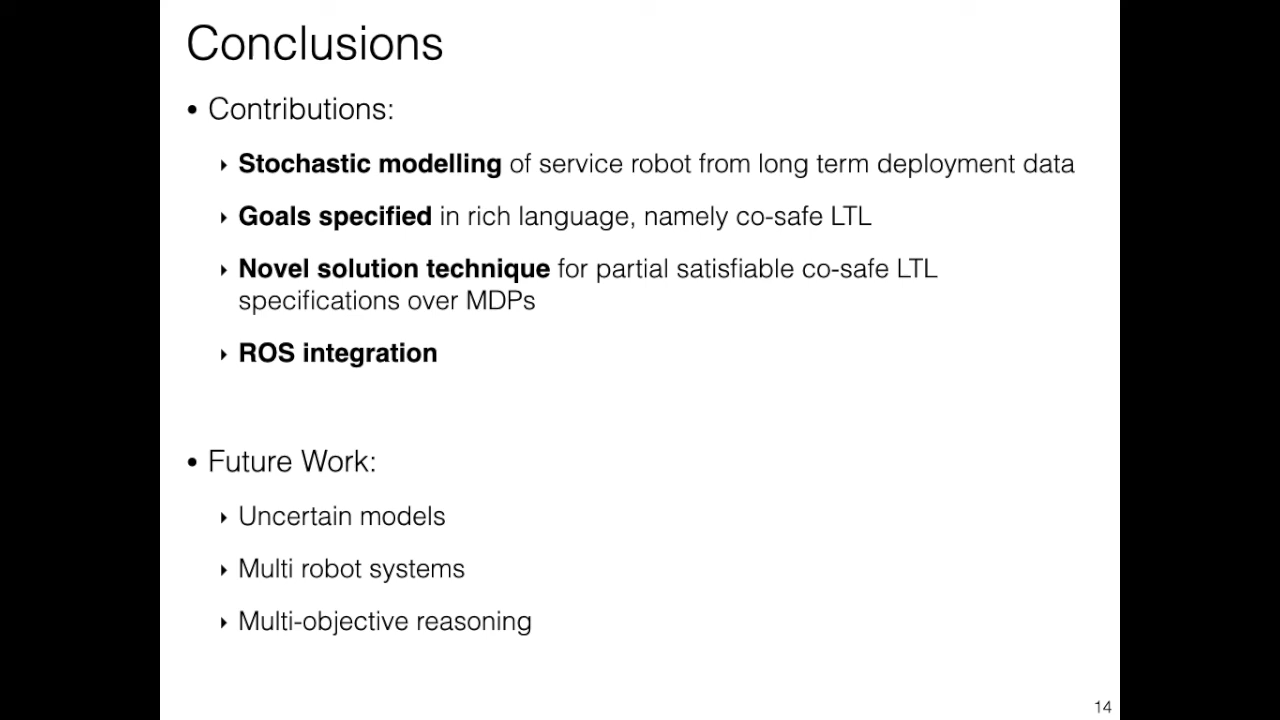 Conclusions
• Contributions:
‣ Stochastic modelling of service robot from long term deployment data
‣ Goals specified in rich language, namely co-safe LTL
‣ Novel solution technique for partial satisfiable co-safe LTL
specifications over MDPs
‣ ROS integration
• Future Work:
‣ Uncertain models
‣ Multi robot systems
‣ Multi-objective reasoning
14